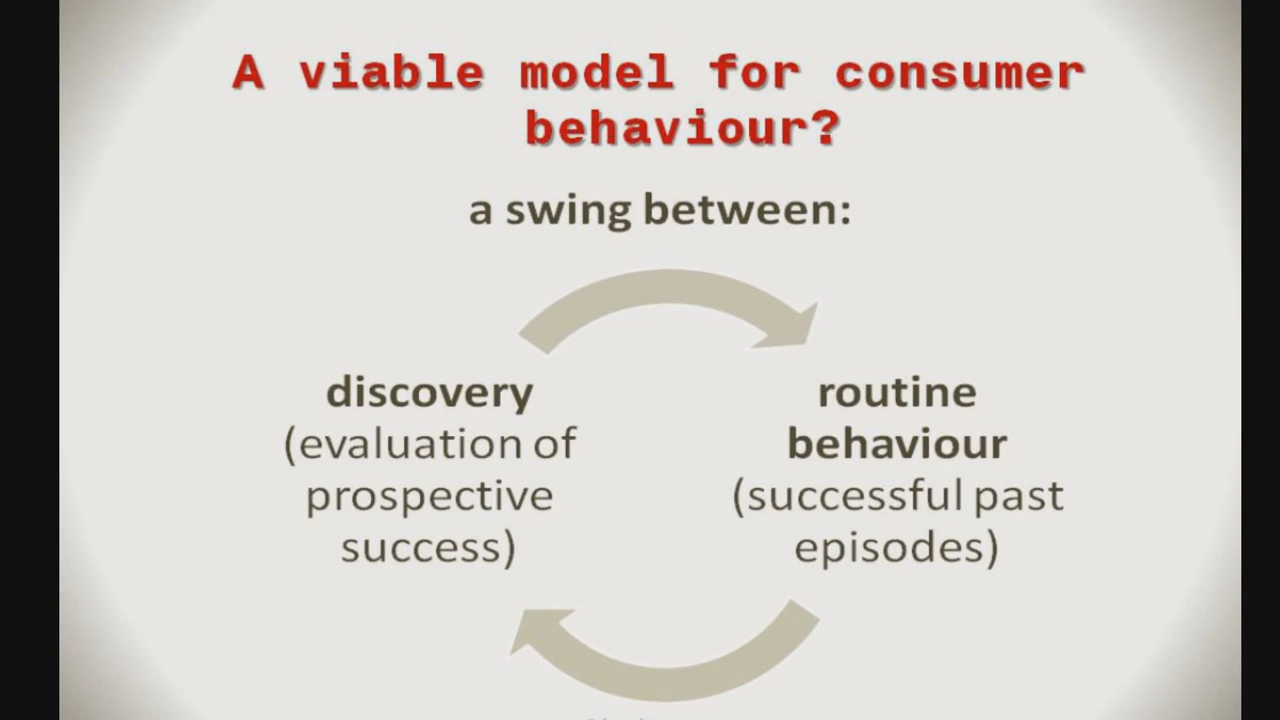 A viable model for consumer
behaviour?
a swing between:
discovery
(evaluation of
prospective
success)
routine
behaviour
(successful past
episodes)